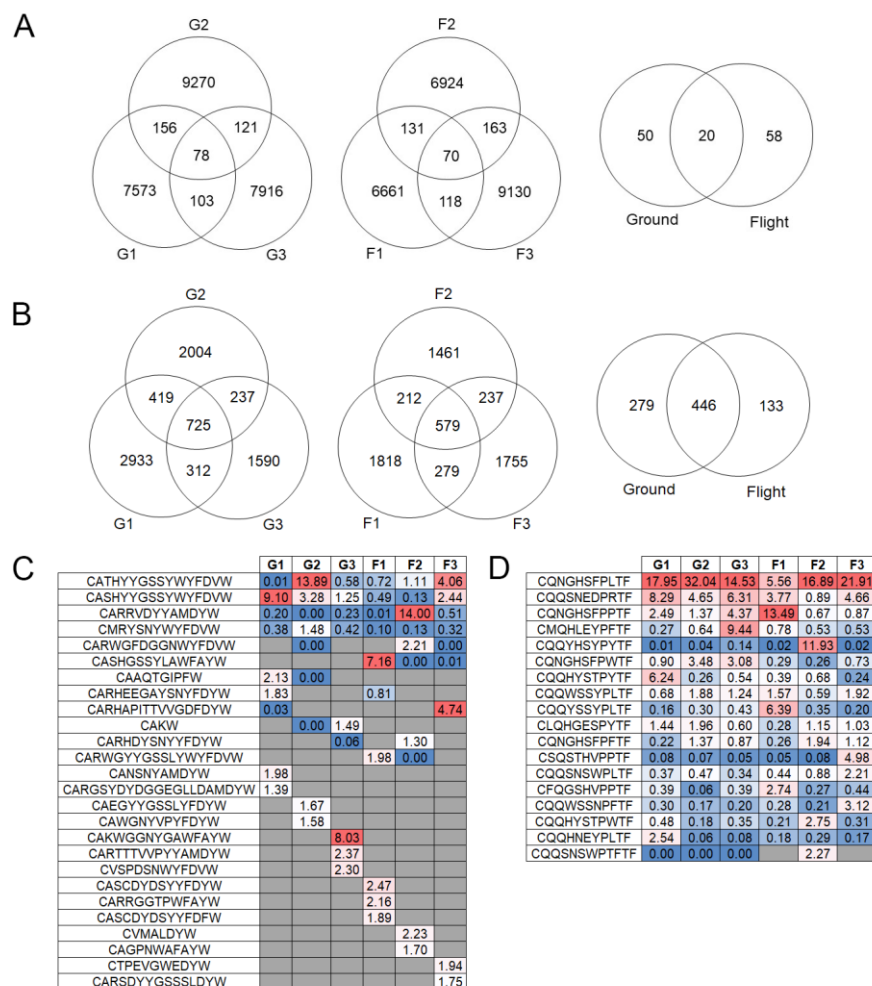 A
G2
9270
156
121
78
7573
103
7916
G1
G3
F2
6924
131
163
70
6661
118
9130
F1
F3
50
20
58
Ground
Flight
B
G2
2004
419
237
725
2933
312
1590
G1
G3
F2
1461
212
237
579
1818
279
1755
F1
F3
279
446
133
Ground
Flight
C
G1 G2 G3 F1 F2 F3
CATHYYGSSYWYFDVW 0.01 13.89 0.58 0.72 1.11 4.06
CASHYYGSSYWYFDVW 9.10 3.28 1.25 0.49 0.13 2.44
CARRVDYYAMDYW 0.20 0.00 0.23 0.01 14.00 0.51
CMRYSNYWYFDVW 0.38 1.48 0.42 0.10 0.13 0.32
CARWGFDGGNWYFDVW 0.00 2.21 0.00
CASHGSSYLAWFAYW 7.16 0.00 0.01
CAAQTGIPFW 2.13 0.00
CARHEEGAYSNYFDYW 1.83 0.81
CARHAPITTVVGDFDYW 0.03 4.74
CAKW 0.00 1.49
CARHDYSNYYFDYW 0.06 1.30
CARWGYYGSSLYWYFDVW 1.98 0.00
CANSNYAMDYW 1.98
CARGSYDYDGGEGLLDAMDYW 1.39
CAEGYYGSSLYFDYW 1.67
CAWGNYVPYFDYW 1.58
CAKWGGNYGAWFAYW 8.03
CARTTTVVPYYAMDYW 2.37
CVSPDSNWYFDVW 2.30
CASCDYDSYYFDYW 2.47
CARRGGTPWFAYW 2.16
CASCDYDSYYFDFW 1.89
CVMALDYW 2.23
CAGPNWAFAYW 1.70
CTPEVGWEDYW 1.94
CARSDYYGSSSLDYW 1.75
D
G1 G2 G3 F1 F2 F3
CQNGHSFPLTF 17.95 32.04 14.53 5.56 16.89 21.91
CQQSNEDPRTF 8.29 4.65 6.31 3.77 0.89 4.66
CQNGHSFPPTF 2.49 1.37 4.37 13.49 0.67 0.87
CMQHLEYPFTF 0.27 0.64 9.44 0.78 0.53 0.53
CQQYHSYPYTF 0.01 0.04 0.14 0.02 11.93 0.02
CQNGHSFPWTF 0.90 3.48 3.08 0.29 0.26 0.73
CQQHYSTPYTF 6.24 0.26 0.54 0.39 0.68 0.24
CQQWSSYPLTF 0.68 1.88 1.24 1.57 0.59 1.92
CQQYSSYPLTF 0.16 0.30 0.43 6.39 0.35 0.20
CLQHGESPYTF 1.44 1.96 0.60 0.28 1.15 1.03
CQNGHSFPFTF 0.22 1.37 0.87 0.26 1.94 1.12
CSQSTHVPPTF 0.08 0.07 0.05 0.05 0.08 4.98
CQQSNSWPLTF 0.37 0.47 0.34 0.44 0.88 2.21
CFQGSHVPPTF 0.39 0.06 0.39 2.74 0.27 0.44
CQQWSSNPFTF 0.30 0.17 0.20 0.28 0.21 3.12
CQQHYSTPWTF 0.48 0.18 0.35 0.21 2.75 0.31
CQQHNEYPLTF 2.54 0.06 0.08 0.18 0.29 0.17
CQQSNSWPTFTF 0.00 0.00 0.00 2.27